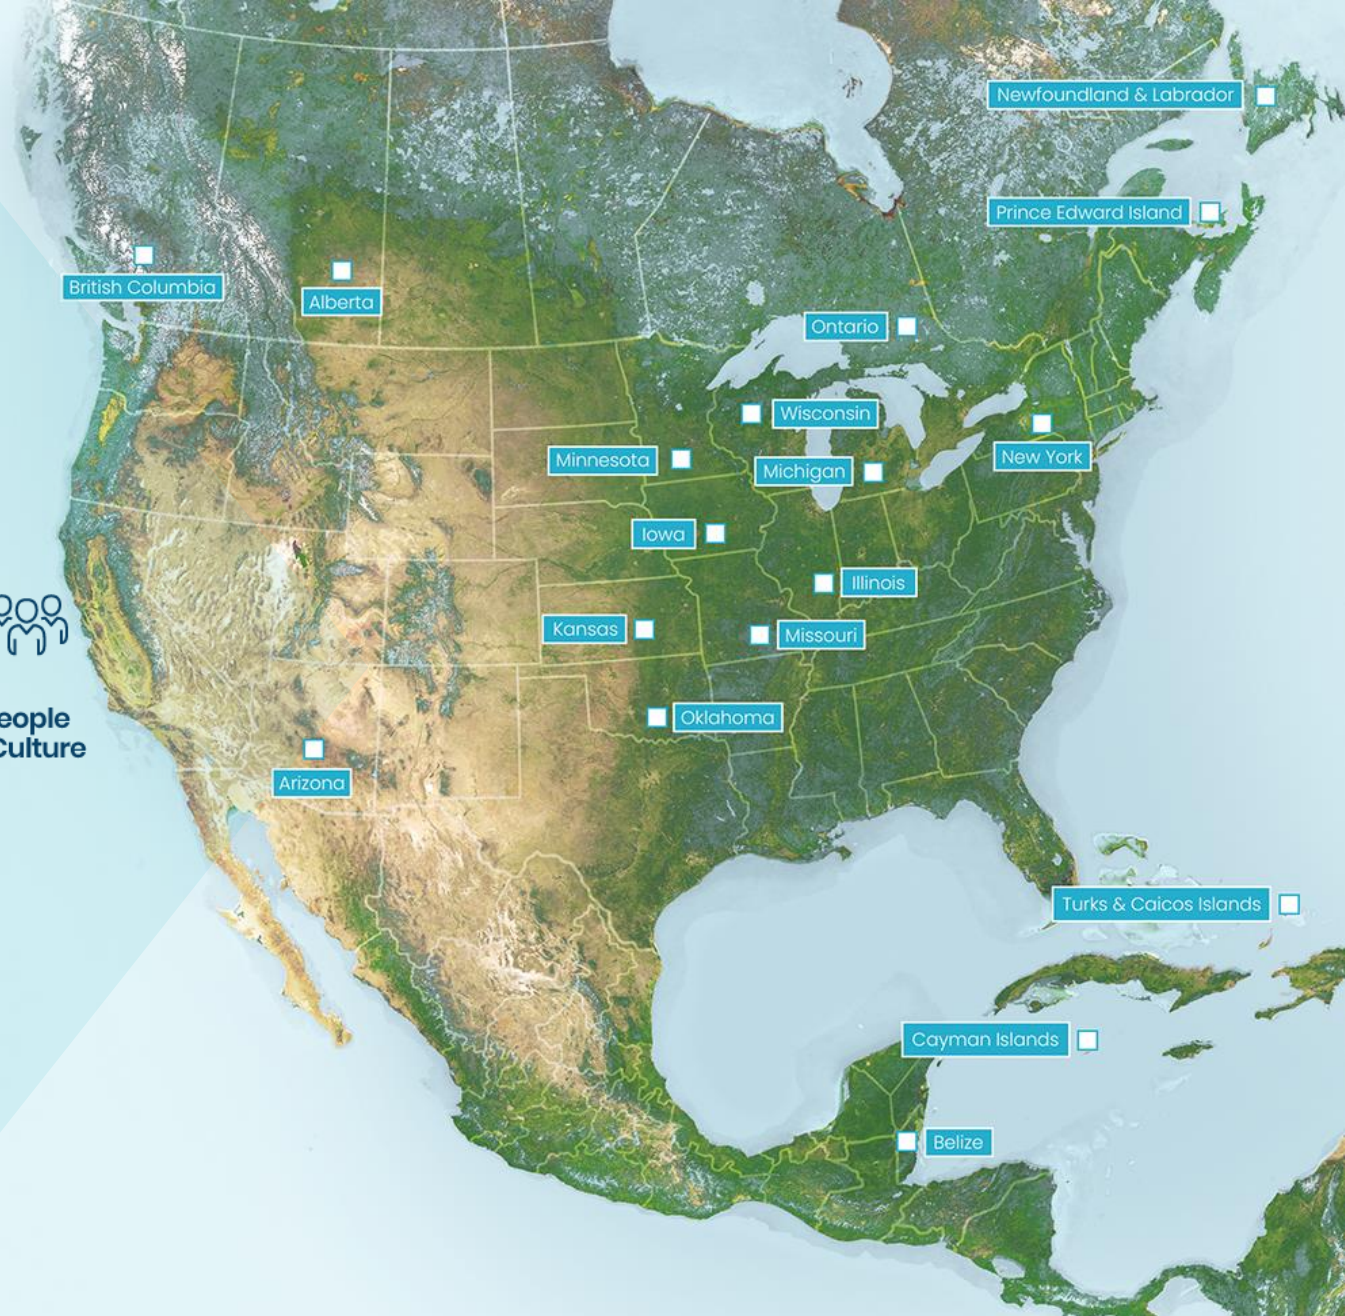 Newfoundland & Labrador
Prince Edward Island
British Columbia
Alberta
Ontario
Wisconsin
New York
Minnesota
Michigan
Iowa
Illinois
Kansas
Missouri
eople
Culture
Oklahoma
Arizona
Turks & Caicos Islands
Cayman Islands
Belize